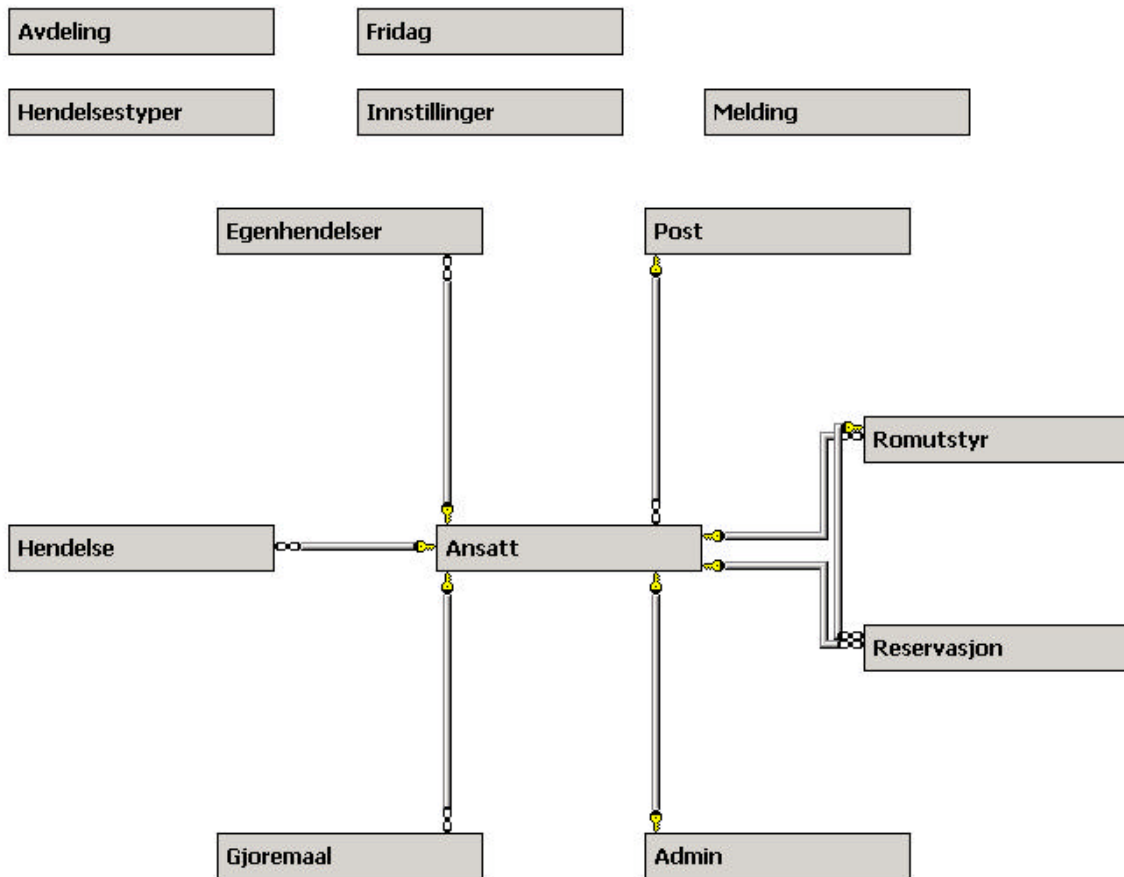 Avdeling
Fridag
Hendelsestyper
Innstillinger
Melding
Egenhendelser
Post
Romutstyr
Hendelse
Ansatt
Reservasjon
Gjoremaal
Admin